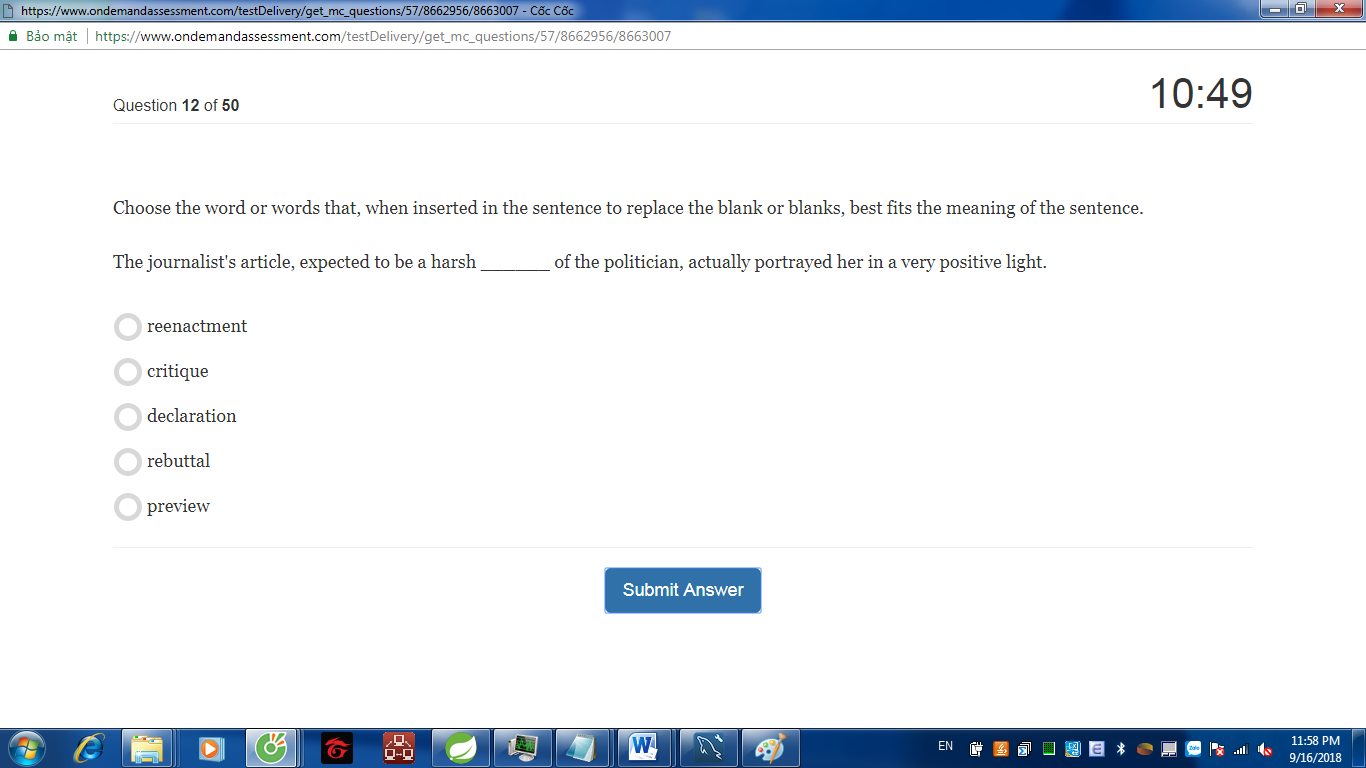 https://www.ondemandassessment.com/testDelivery/get_mc_questions/57/8662956/8663007 - Cốc Cốc
Bảo mật https://www.ondemandassessment.com/testDelivery/get_mc_questions/57/8662956/8663007
Question 12 of 50
10:49
Choose the word or words that, when inserted in the sentence to replace the blank or blanks, best fits the meaning of the sentence.
The journalist's article, expected to be a harsh ______ of the politician, actually portrayed her in a very positive light.
reenactment
critique
declaration
rebuttal
preview
Submit Answer
EN
11:58 PM
9/16/2018